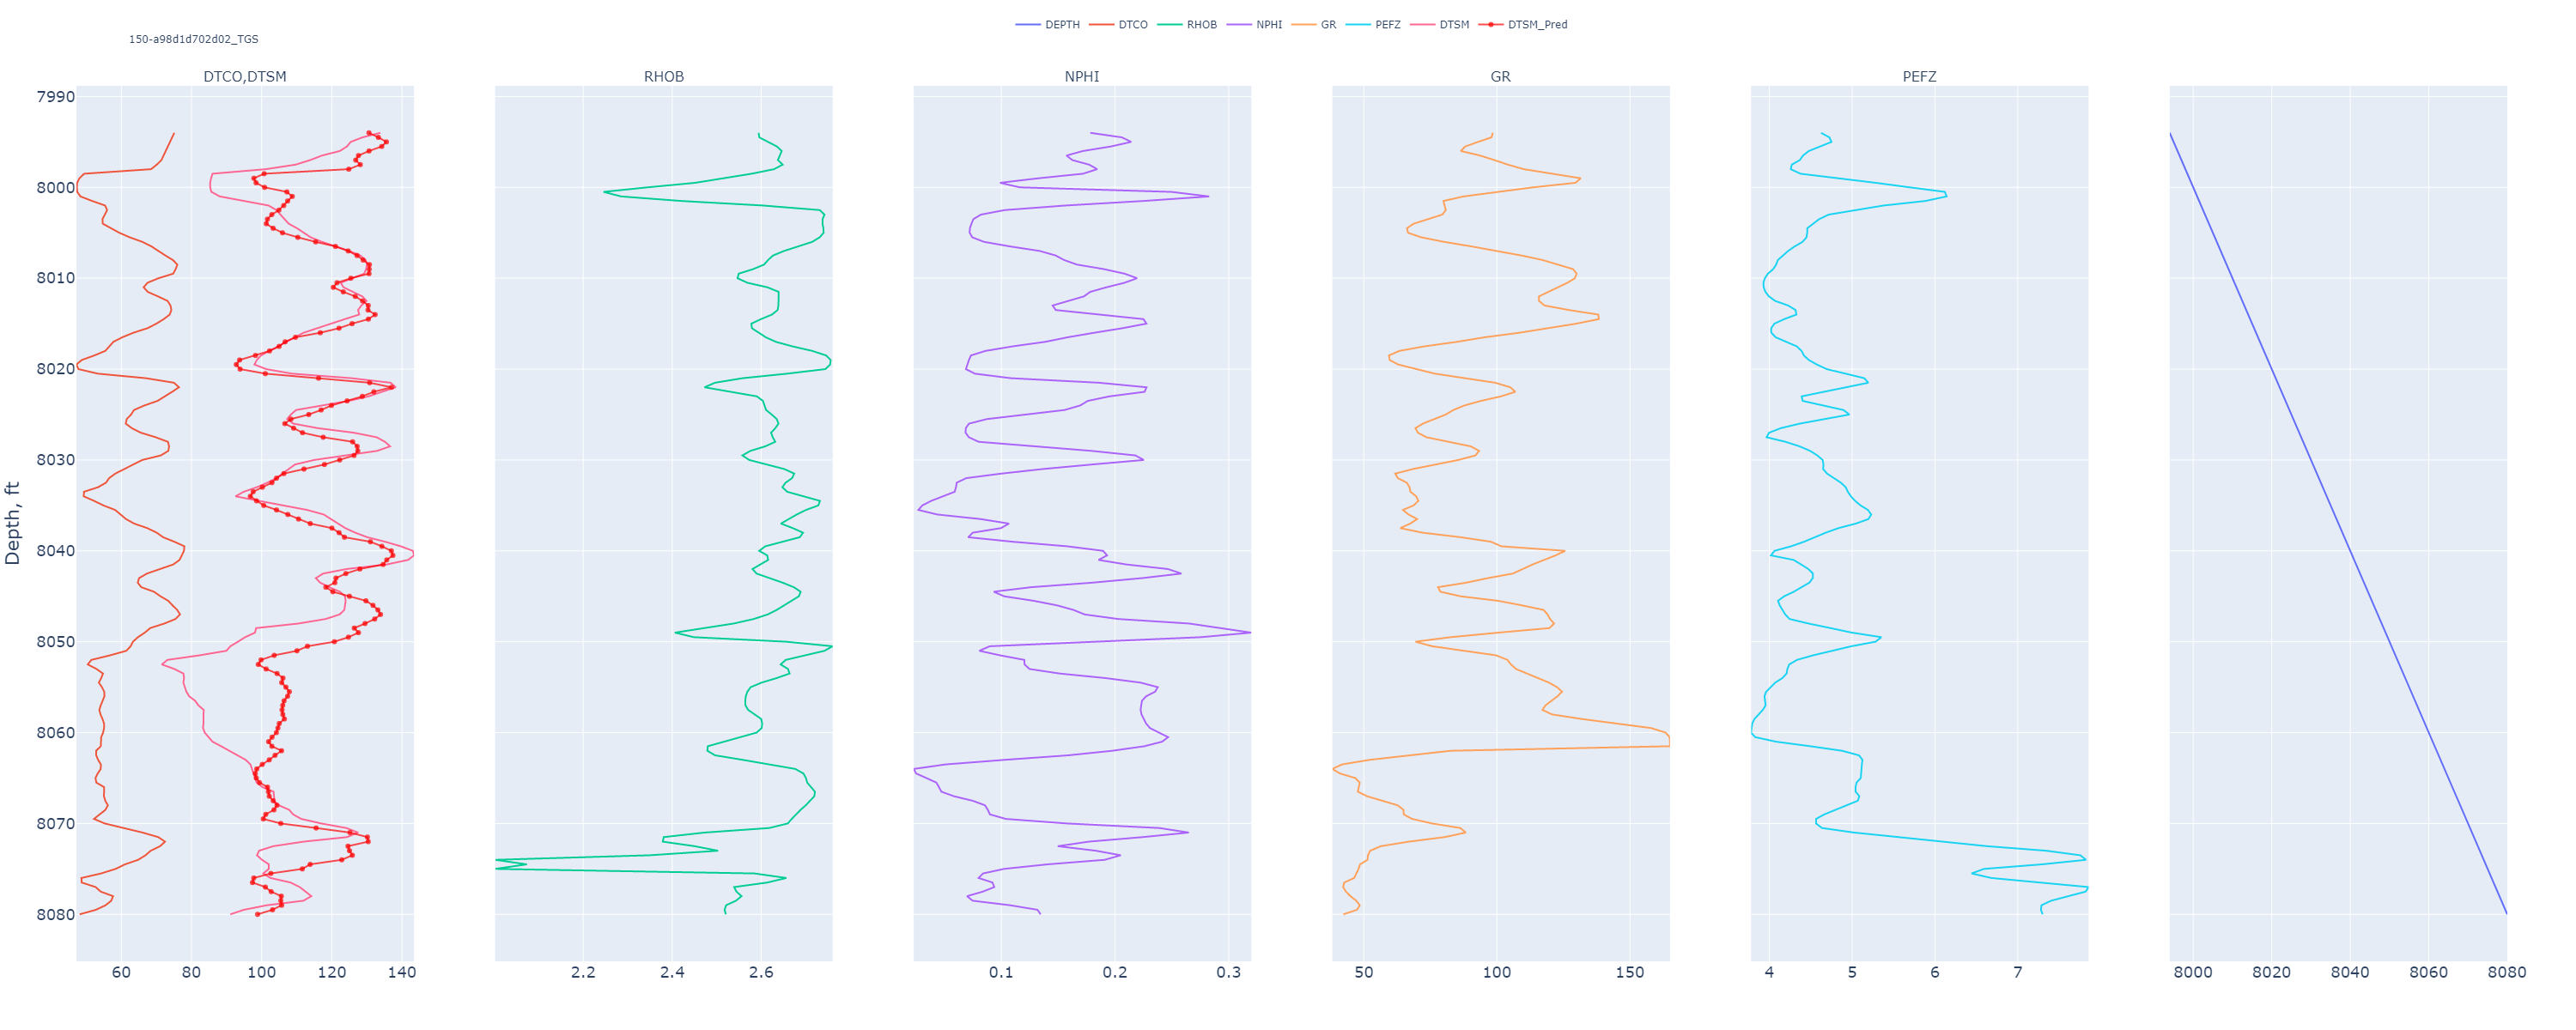 DEPTH DTCO RHOB NPHI GR PEFZ DTSM DTSM_Pred
150-a98d1d702d02_TGS
DTCO,DTSM RHOB NPHI GR PEFZ
Depth, ft
7990
8000
8010
8020
8030
8040
8050
8060
8070
8080
60 80 100 120 140 2.2 2.4 2.6 0.1 0.2 0.3 50 100 150 4 5 6 7 8000 8020 8040 8060 8080